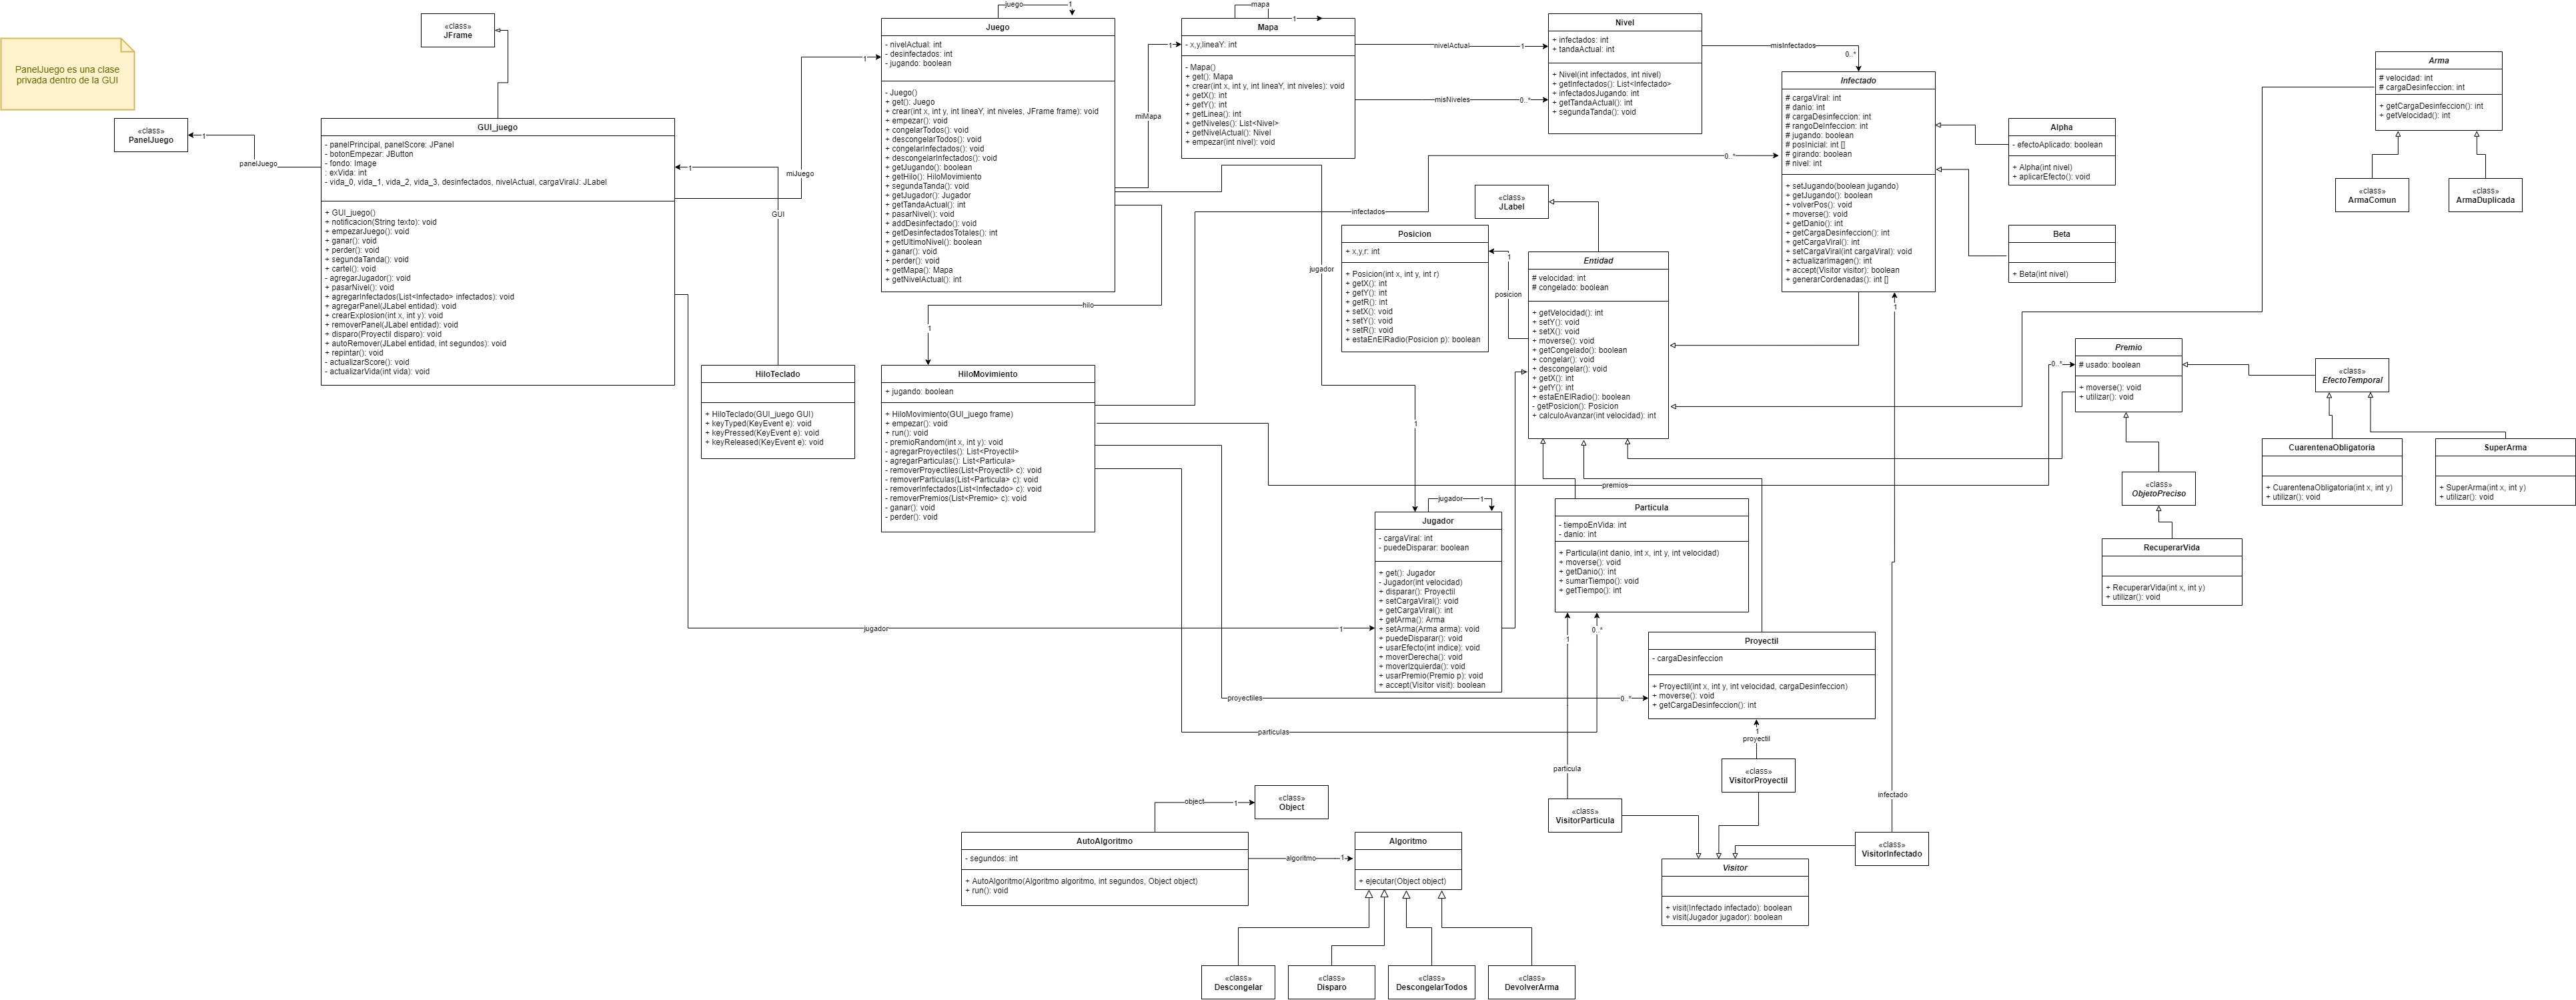 PanelJuego es una clase
privada dentro de la GUI
«class»
JFrame
«class»
PanelJuego
1
panelJuego
GUI_juego
- panelPrincipal, panelScore: JPanel
- botonEmpezar: JButton
- fondo: Image
: exVida: int
- vida_0, vida_1, vida_2, vida_3, desinfectados, nivelActual, cargaViralJ: JLabel
+ GUI_juego()
+ notificacion(String texto): void
+ empezarJuego(): void
+ ganar(): void
+ perder(): void
+ segundaTanda(): void
+ cartel(): void
- agregarJugador(): void
+ pasarNivel(): void
+ agregarInfectados(List<Infectado> infectados): void
+ agregarPanel(JLabel entidad): void
+ crearExplosion(int x, int y): void
+ removerPanel(JLabel entidad): void
+ disparo(Proyectil disparo): void
+ autoRemover(JLabel entidad, int segundos): void
+ repintar(): void
- actualizarScore(): void
- actualizarVida(int vida): void
miJuego
1
1
GUI
HiloTeclado
+ HiloTeclado(GUI_juego GUI)
+ keyTyped(KeyEvent e): void
+ keyPressed(KeyEvent e): void
+ keyReleased(KeyEvent e): void
juego
1
Juego
- nivelActual: int
- desinfectados: int
- jugando: boolean
- Juego()
+ get(): Juego
+ crear(int x, int y, int lineaY, int niveles, JFrame frame): void
+ empezar(): void
+ congelarTodos(): void
+ descongelarTodos(): void
+ congelarInfectados(): void
+ descongelarInfectados(): void
+ getJugando(): boolean
+ getHilo(): HiloMovimiento
+ segundaTanda(): void
+ getJugador(): Jugador
+ getTandaActual(): int
+ pasarNivel(): void
+ addDesinfectado(): void
+ getDesinfectadosTotales(): int
+ getUltimoNivel(): boolean
+ ganar(): void
+ perder(): void
+ getMapa(): Mapa
+ getNivelActual(): int
1
miMapa
jugador
1
hilo
1
HiloMovimiento
+ jugando: boolean
+ HiloMovimiento(GUI_juego frame)
+ empezar(): void
+ run(): void
- premioRandom(int x, int y): void
- agregarProyectiles(): List<Proyectil>
- agregarParticulas(): List<Particula>
- removerProyectiles(List<Proyectil> c): void
- removerParticulas(List<Particula> c): void
- removerInfectados(List<Infectado> c): void
- removerPremios(List<Premio> c): void
- ganar(): void
- perder(): void
mapa
1
Mapa
- x,y,lineaY: int
- Mapa()
+ get(): Mapa
+ crear(int x, int y, int lineaY, int niveles): void
+ getX(): int
+ getY(): int
+ getLinea(): int
+ getNiveles(): List<Nivel>
+ getNivelActual(): Nivel
+ empezar(int nivel): void
nivelActual
1
misNiveles
0..*
Nivel
+ infectados: int
+ tandaActual: int
+ Nivel(int infectados, int nivel)
+ getInfectados(): List<Infectado>
+ infectadosJugando: int
+ getTandaActual(): int
+ segundaTanda(): void
misInfectados
0..*
infectados
0..*
Infectado
# cargaViral: int
# danio: int
# cargaDesinfeccion: int
# rangoDeInfeccion: int
# jugando: boolean
# posInicial: int []
# girando: boolean
# nivel: int
+ setJugando(boolean jugando)
+ getJugando(): boolean
+ volverPos(): void
+ moverse(): void
+ getDanio(): int
+ getCargaDesinfeccion(): int
+ getCargaViral(): int
+ setCargaViral(int cargaViral): void
+ actualizarImagen(): int
+ accept(Visitor visitor): boolean
+ generarCordenadas(): int []
Alpha
- efectoAplicado: boolean
+ Alpha(int nivel)
+ aplicarEfecto(): void
Beta
+ Beta(int nivel)
Arma
# velocidad: int
# cargaDesinfeccion: int
+ getCargaDesinfeccion(): int
+ getVelocidad(): int
«class»
ArmaComun
«class»
ArmaDuplicada
«class»
JLabel
Posicion
+ x,y,r: int
+ Posicion(int x, int y, int r)
+ getX(): int
+ getY(): int
+ getR(): int
+ setX(): void
+ setY(): void
+ setR(): void
+ estaEnElRadio(Posicion p): boolean
1
posicion
Entidad
# velocidad: int
# congelado: boolean
+ getVelocidad(): int
+ setY(): void
+ setX(): void
+ moverse(): void
+ getCongelado(): boolean
+ congelar(): void
+ descongelar(): void
+ getX(): int
+ getY(): int
+ estaEnElRadio(): boolean
- getPosicion(): Posicion
+ calculoAvanzar(int velocidad): int
premios
0..*
Premio
# usado: boolean
+ moverse(): void
+ utilizar(): void
«class»
EfectoTemporal
CuarentenaObligatoria
+ CuarentenaObligatoria(int x, int y)
+ utilizar(): void
SuperArma
+ SuperArma(int x, int y)
+ utilizar(): void
«class»
ObjetoPreciso
RecuperarVida
+ RecuperarVida(int x, int y)
+ utilizar(): void
jugador
1
Jugador
- cargaViral: int
- puedeDisparar: boolean
+ get(): Jugador
- Jugador(int velocidad)
+ disparar(): Proyectil
+ setCargaViral(): void
+ getCargaViral(): int
+ getArma(): Arma
+ setArma(Arma arma): void
+ puedeDisparar(): void
+ usarEfecto(int indice): void
+ moverDerecha(): void
+ moverIzquierda(): void
+ usarPremio(Premio p): void
+ accept(Visitor visit): boolean
jugador
1
Particula
- tiempoEnVida: int
- danio: int
+ Particula(int danio, int x, int y, int velocidad)
+ moverse(): void
+ getDanio(): int
+ sumarTiempo(): void
+ getTiempo(): int
1
0..*
Proyectil
- cargaDesinfeccion
+ Proyectil(int x, int y, int velocidad, cargaDesinfeccion)
+ moverse(): void
+ getCargaDesinfeccion(): int
proyectiles
0..*
particulas
1
proyectil
«class»
VisitorProyectil
particula
«class»
VisitorParticula
1
infectado
«class»
VisitorInfectado
Visitor
+ visit(Infectado infectado): boolean
+ visit(Jugador jugador): boolean
object
1
«class»
Object
AutoAlgoritmo
- segundos: int
+ AutoAlgoritmo(Algoritmo algoritmo, int segundos, Object object)
+ run(): void
algoritmo
1
Algoritmo
+ ejecutar(Object object)
«class»
Descongelar
«class»
Disparo
«class»
DescongelarTodos
«class»
DevolverArma